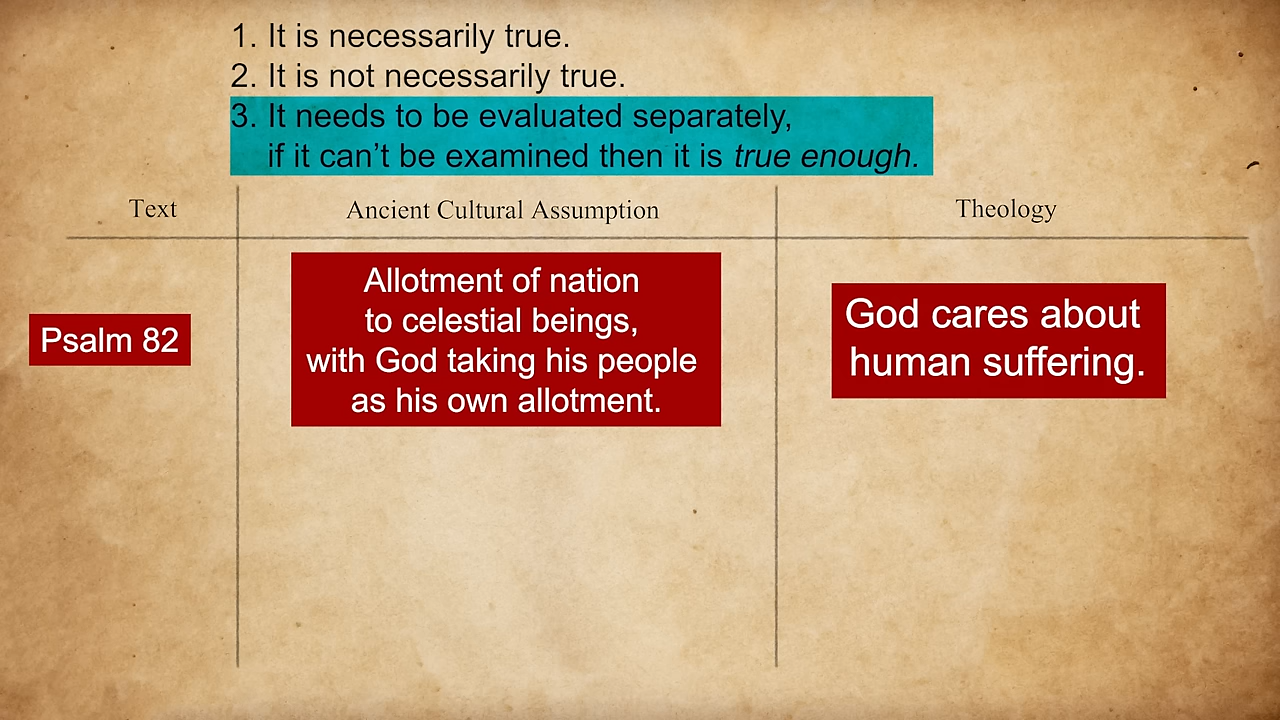 1. It is necessarily true.
2. It is not necessarily true.
3. It needs to be evaluated separately,
if it can’t be examined then it is true enough.
Text
Ancient Cultural Assumption
Theology
Psalm 82
Allotment of nation
to celestial beings,
with God taking his people
as his own allotment.
God cares about
human suffering.